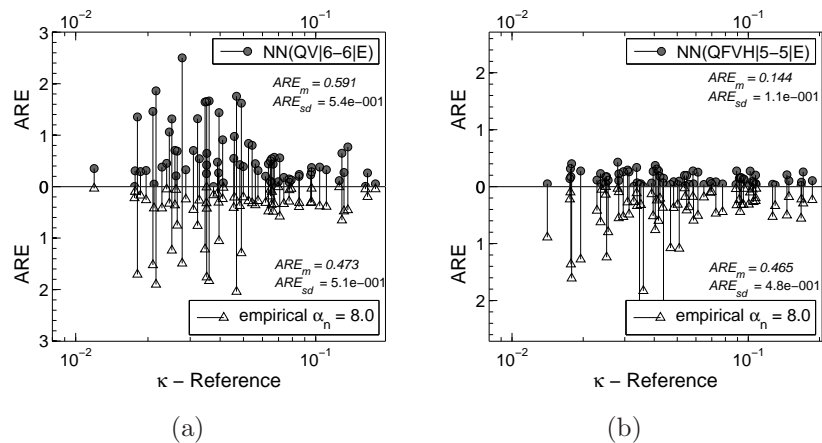 10⁻² 10⁻¹
3
NN(QV|6−6|E)
ARE_m = 0.591
ARE_sd = 5.4e−001
2
1
ARE
0
ARE
1
ARE_m = 0.473
ARE_sd = 5.1e−001
2
empirical α_n = 8.0
3
10⁻² 10⁻¹
κ − Reference
(a)
10⁻² 10⁻¹
NN(QFVH|5−5|E)
ARE_m = 0.144
ARE_sd = 1.1e−001
2
1
ARE
0
ARE
1
ARE_m = 0.465
ARE_sd = 4.8e−001
2
empirical α_n = 8.0
10⁻² 10⁻¹
κ − Reference
(b)